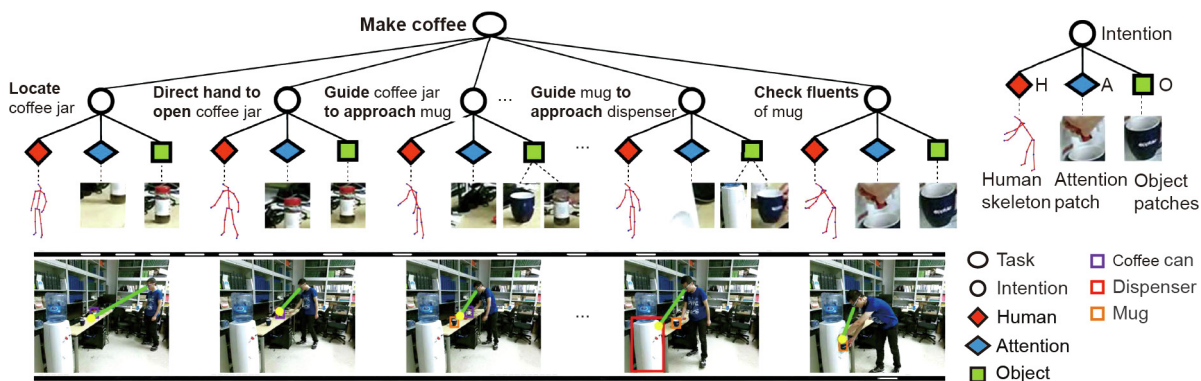 Make coffee
Locate
coffee jar
Direct hand to
open coffee jar
Guide coffee jar
to approach mug
...
Guide mug to
approach dispenser
Check fluents
of mug
...
...
Intention
H
A
O
Human
skeleton
Attention
patch
Object
patches
Task
Intention
Human
Attention
Object
Coffee can
Dispenser
Mug